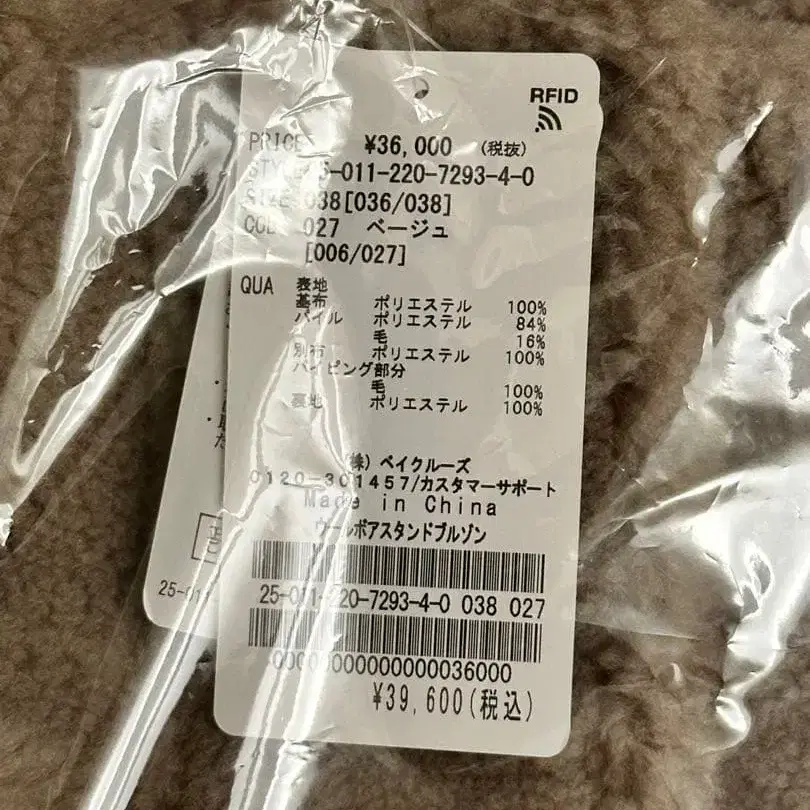 RFID
PRICE ¥36,000 (税抜)
STYLE 25-011-220-7293-4-0
SIZE 038[036/038]
COL 027 ベージュ
[006/027]
QUA 表地
基布 ポリエステル 100%
パイル ポリエステル 84%
毛 16%
別布 ポリエステル 100%
パイピング部分
毛 100%
裏地 ポリエステル 100%
(株) ベイクルーズ
0120-301457/カスタマーサポート
Made in China
ウールボアスタンドブルゾン
25-011-220-7293-4-0 038 027
¥39,600(税込)